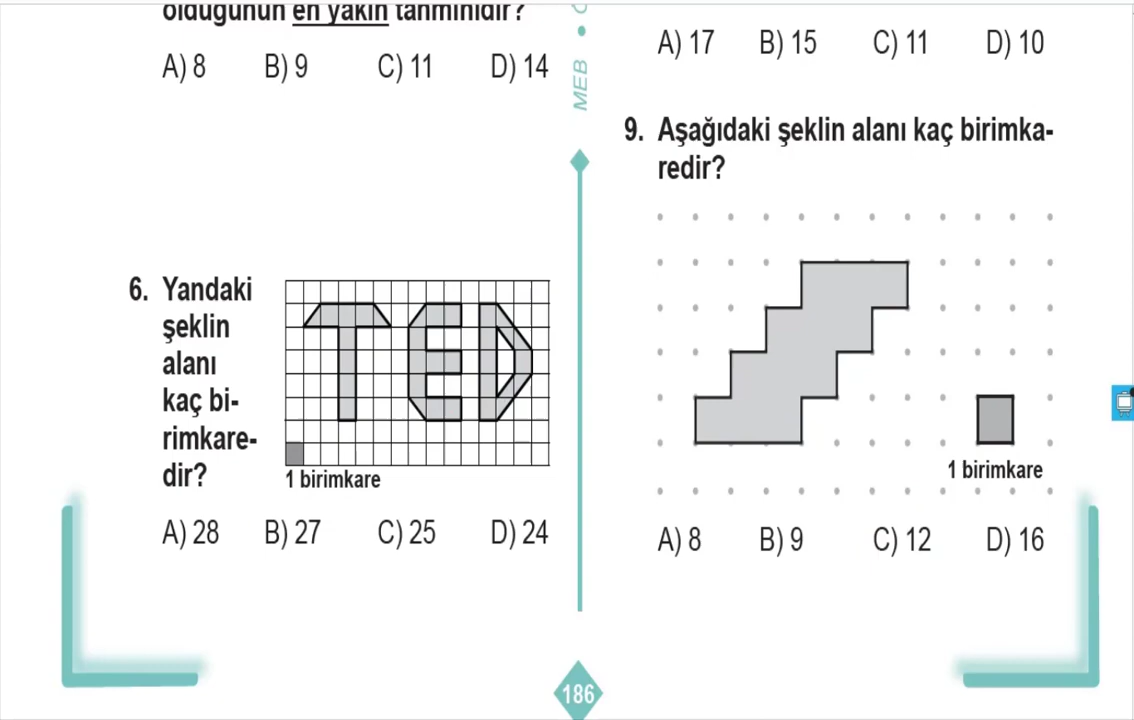 olduğunun en yakın tahminidir?
A) 8 B) 9 C) 11 D) 14
6. Yandaki
şeklin
alanı
kaç bi-
rimkare-
dir?
1 birimkare
A) 28 B) 27 C) 25 D) 24
MEB •
A) 17 B) 15 C) 11 D) 10
9. Aşağıdaki şeklin alanı kaç birimka-
redir?
1 birimkare
A) 8 B) 9 C) 12 D) 16
186